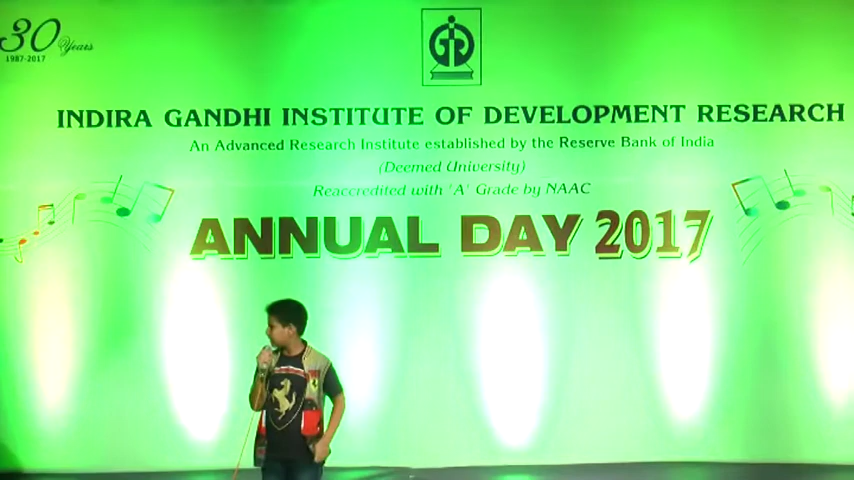 30 Years
1987-2017
INDIRA GANDHI INSTITUTE OF DEVELOPMENT RESEARCH
An Advanced Research Institute established by the Reserve Bank of India
(Deemed University)
Reaccredited with 'A' Grade by NAAC
ANNUAL DAY 2017